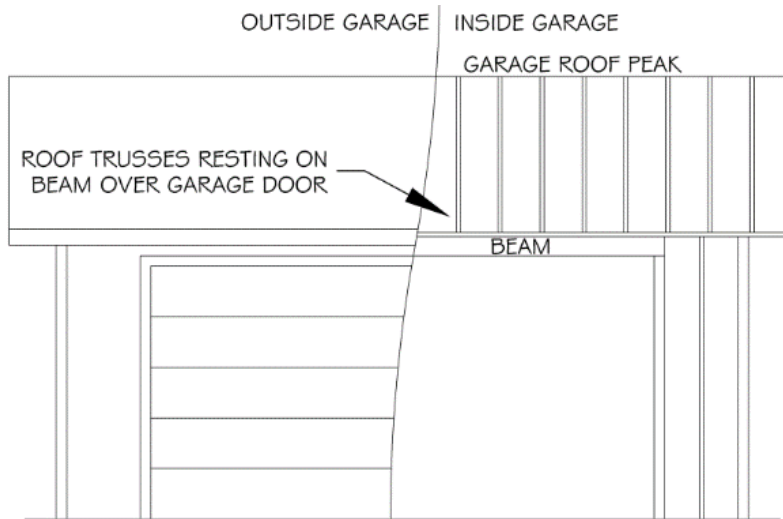 OUTSIDE GARAGE
INSIDE GARAGE
GARAGE ROOF PEAK
ROOF TRUSSES RESTING ON
BEAM OVER GARAGE DOOR
BEAM